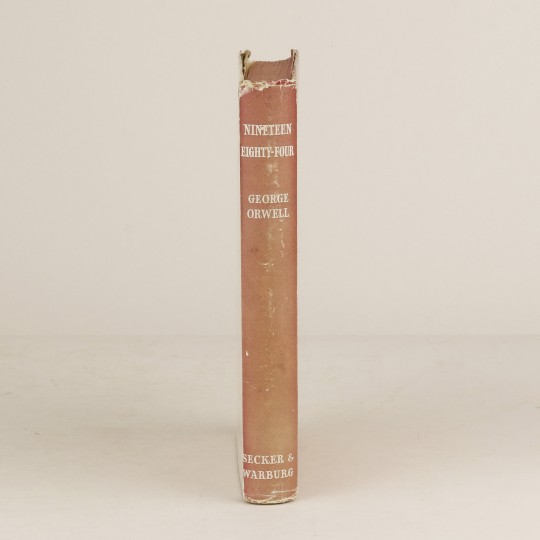 NINETEEN
EIGHTY-FOUR
GEORGE
ORWELL
SECKER &
WARBURG